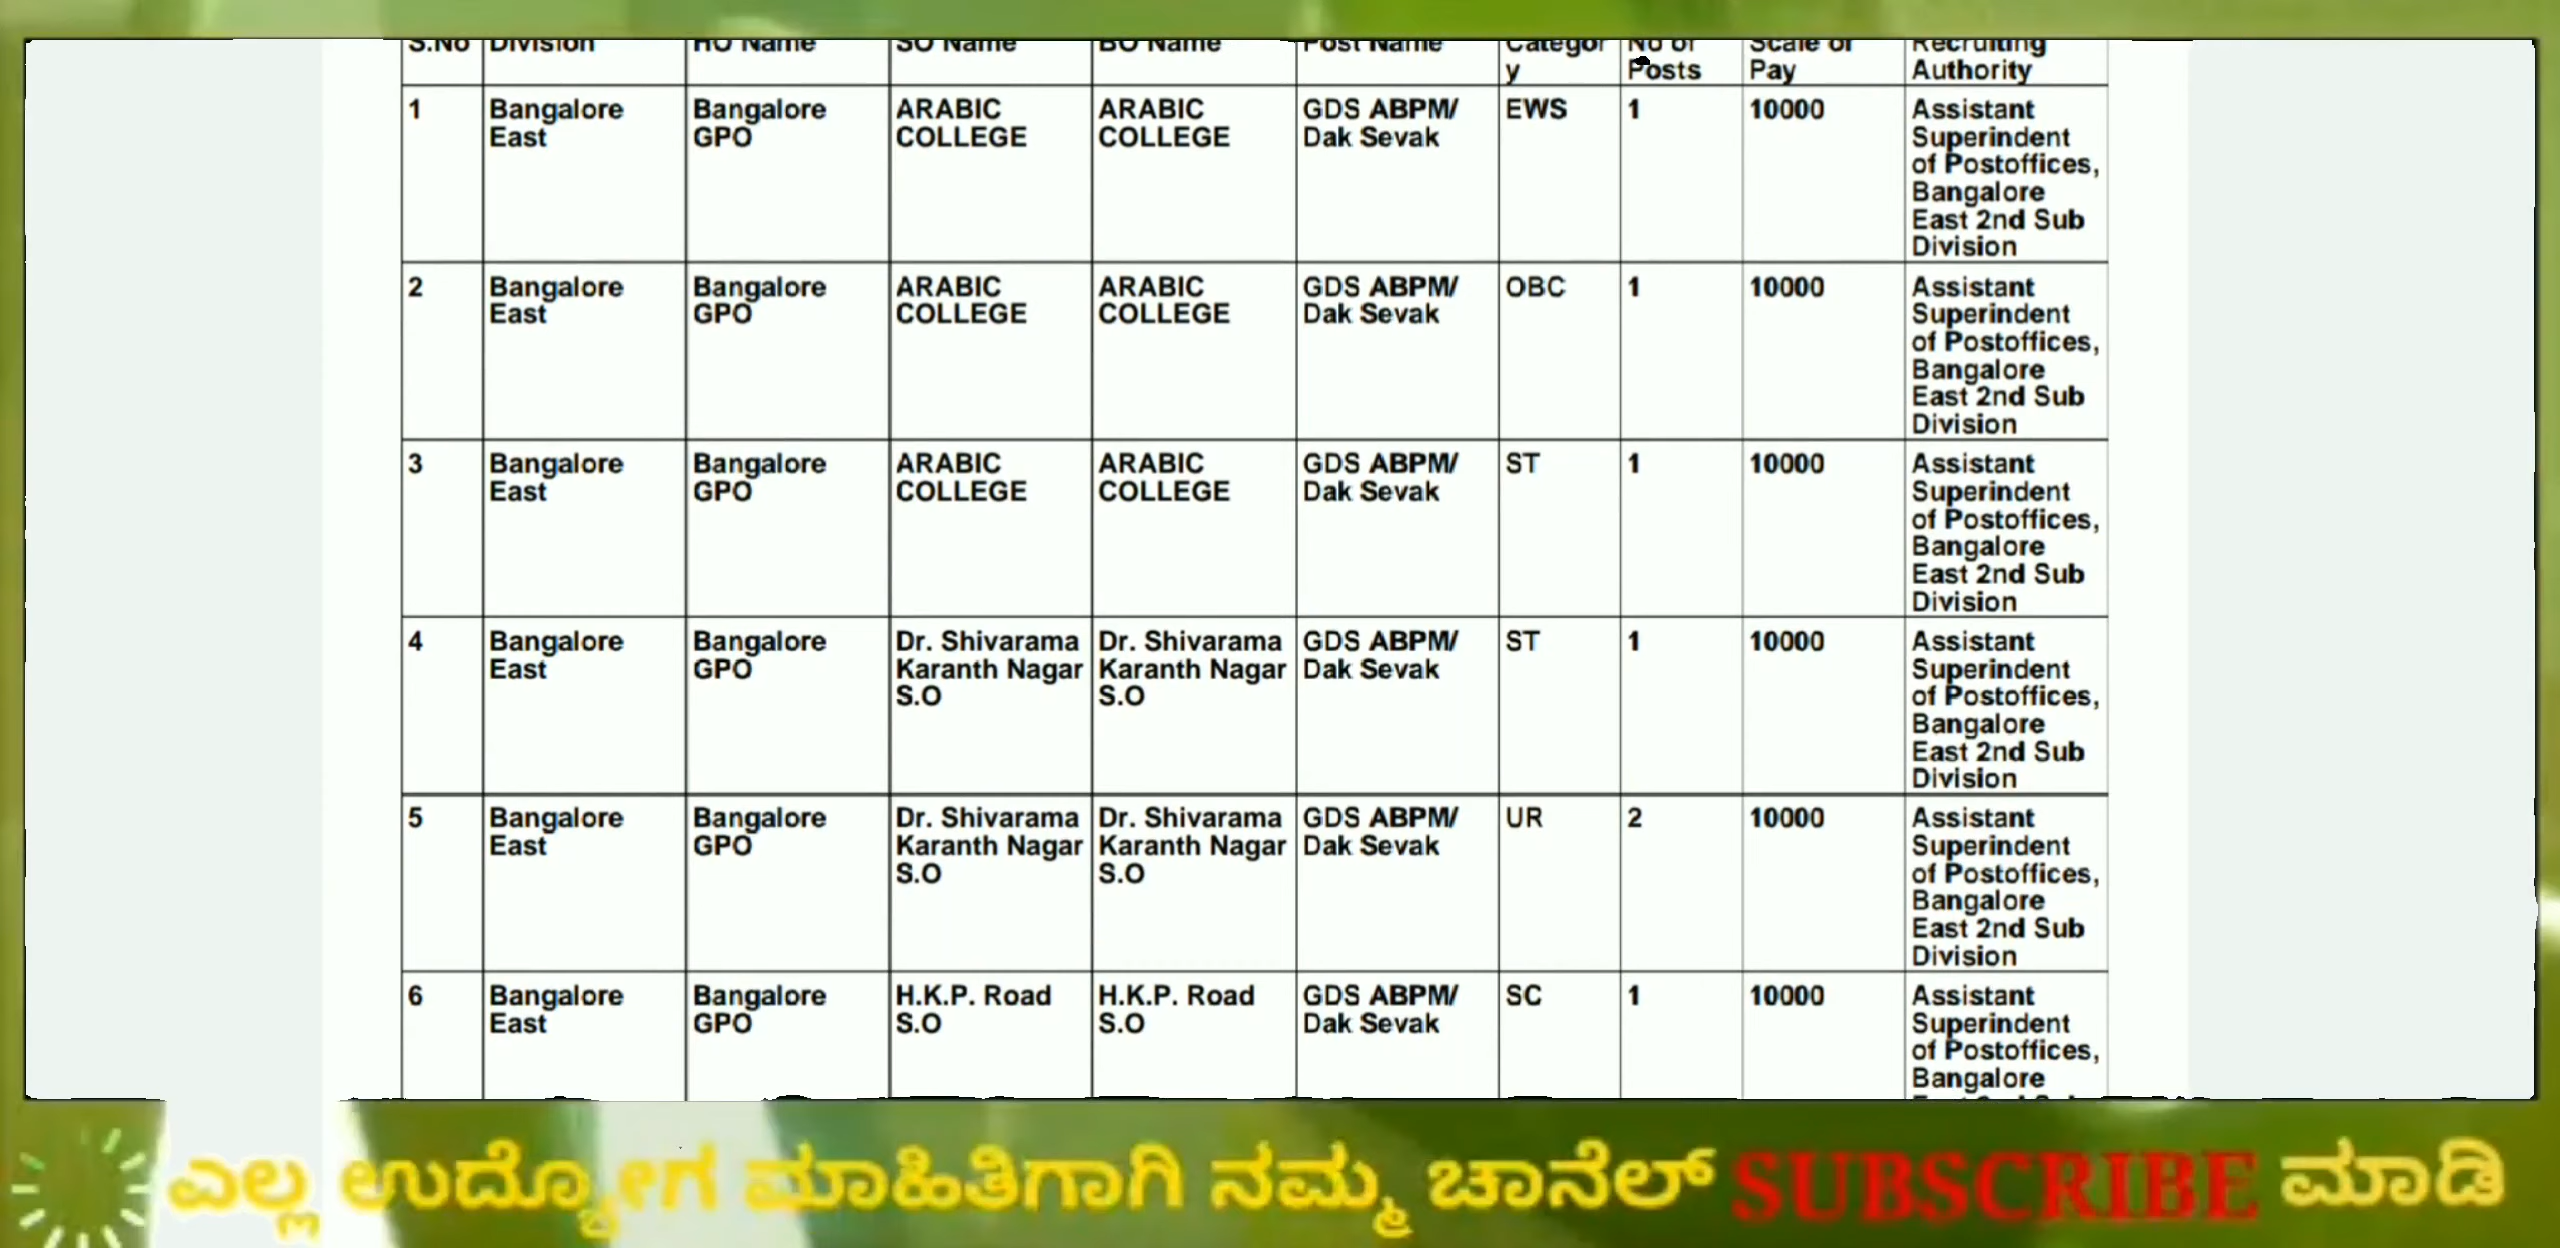 S.No Division HO Name SO Name BO Name Post Name Categor No of Scale of Recruiting
y Posts Pay Authority
1 Bangalore Bangalore ARABIC ARABIC GDS ABPM/ EWS 1 10000 Assistant
East GPO COLLEGE COLLEGE Dak Sevak Superindent
of Postoffices,
Bangalore
East 2nd Sub
Division
2 Bangalore Bangalore ARABIC ARABIC GDS ABPM/ OBC 1 10000 Assistant
East GPO COLLEGE COLLEGE Dak Sevak Superindent
of Postoffices,
Bangalore
East 2nd Sub
Division
3 Bangalore Bangalore ARABIC ARABIC GDS ABPM/ ST 1 10000 Assistant
East GPO COLLEGE COLLEGE Dak Sevak Superindent
of Postoffices,
Bangalore
East 2nd Sub
Division
4 Bangalore Bangalore Dr. Shivarama Dr. Shivarama GDS ABPM/ ST 1 10000 Assistant
East GPO Karanth Nagar Karanth Nagar Dak Sevak Superindent
S.O S.O of Postoffices,
Bangalore
East 2nd Sub
Division
5 Bangalore Bangalore Dr. Shivarama Dr. Shivarama GDS ABPM/ UR 2 10000 Assistant
East GPO Karanth Nagar Karanth Nagar Dak Sevak Superindent
S.O S.O of Postoffices,
Bangalore
East 2nd Sub
Division
6 Bangalore Bangalore H.K.P. Road H.K.P. Road GDS ABPM/ SC 1 10000 Assistant
East GPO S.O S.O Dak Sevak Superindent
of Postoffices,
Bangalore
ಎಲ್ಲ ಉದ್ಯೋಗ ಮಾಹಿತಿಗಾಗಿ ನಮ್ಮ ಚಾನೆಲ್ SUBSCRIBE ಮಾಡಿ